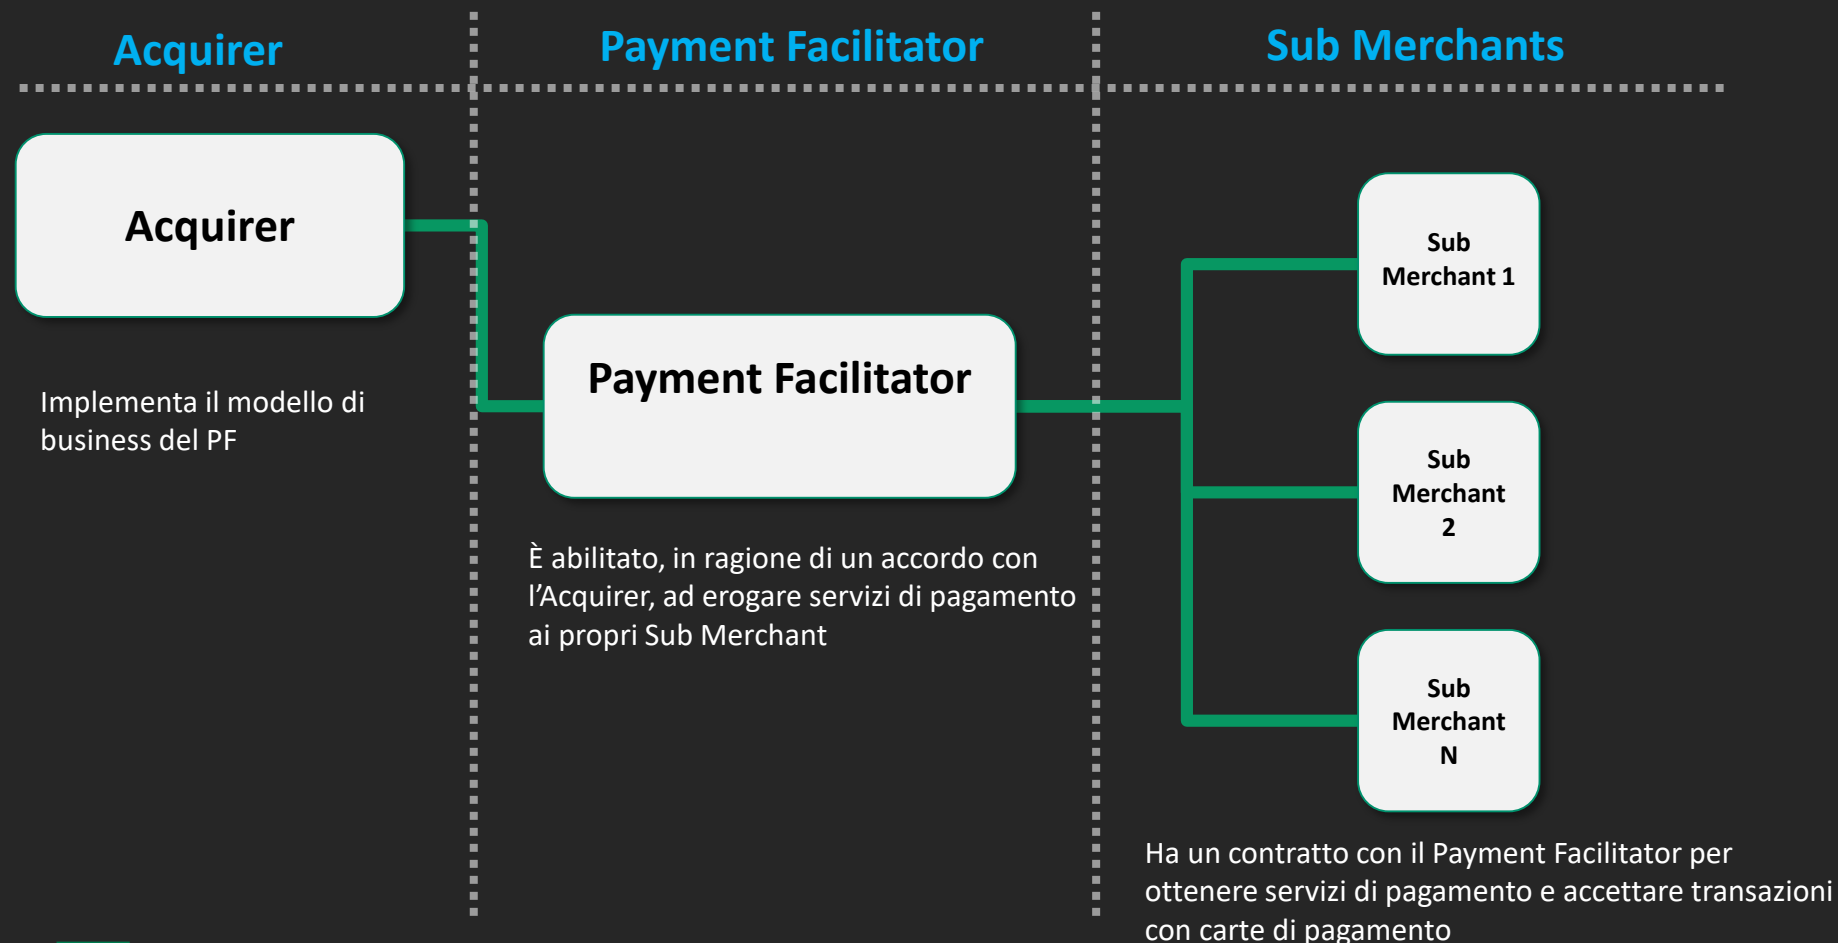 Acquirer
Payment Facilitator
Sub Merchants
Acquirer
Implementa il modello di
business del PF
Payment Facilitator
È abilitato, in ragione di un accordo con
l’Acquirer, ad erogare servizi di pagamento
ai propri Sub Merchant
Sub
Merchant 1
Sub
Merchant
2
Sub
Merchant
N
Ha un contratto con il Payment Facilitator per
ottenere servizi di pagamento e accettare transazioni
con carte di pagamento